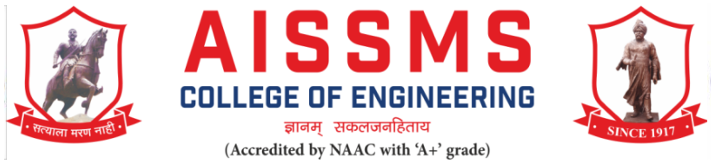 AISSMS
COLLEGE OF ENGINEERING
ज्ञानम् सकलजनहिताय
(Accredited by NAAC with ‘A+’ grade)
सत्याला मरण नाही
SINCE 1917